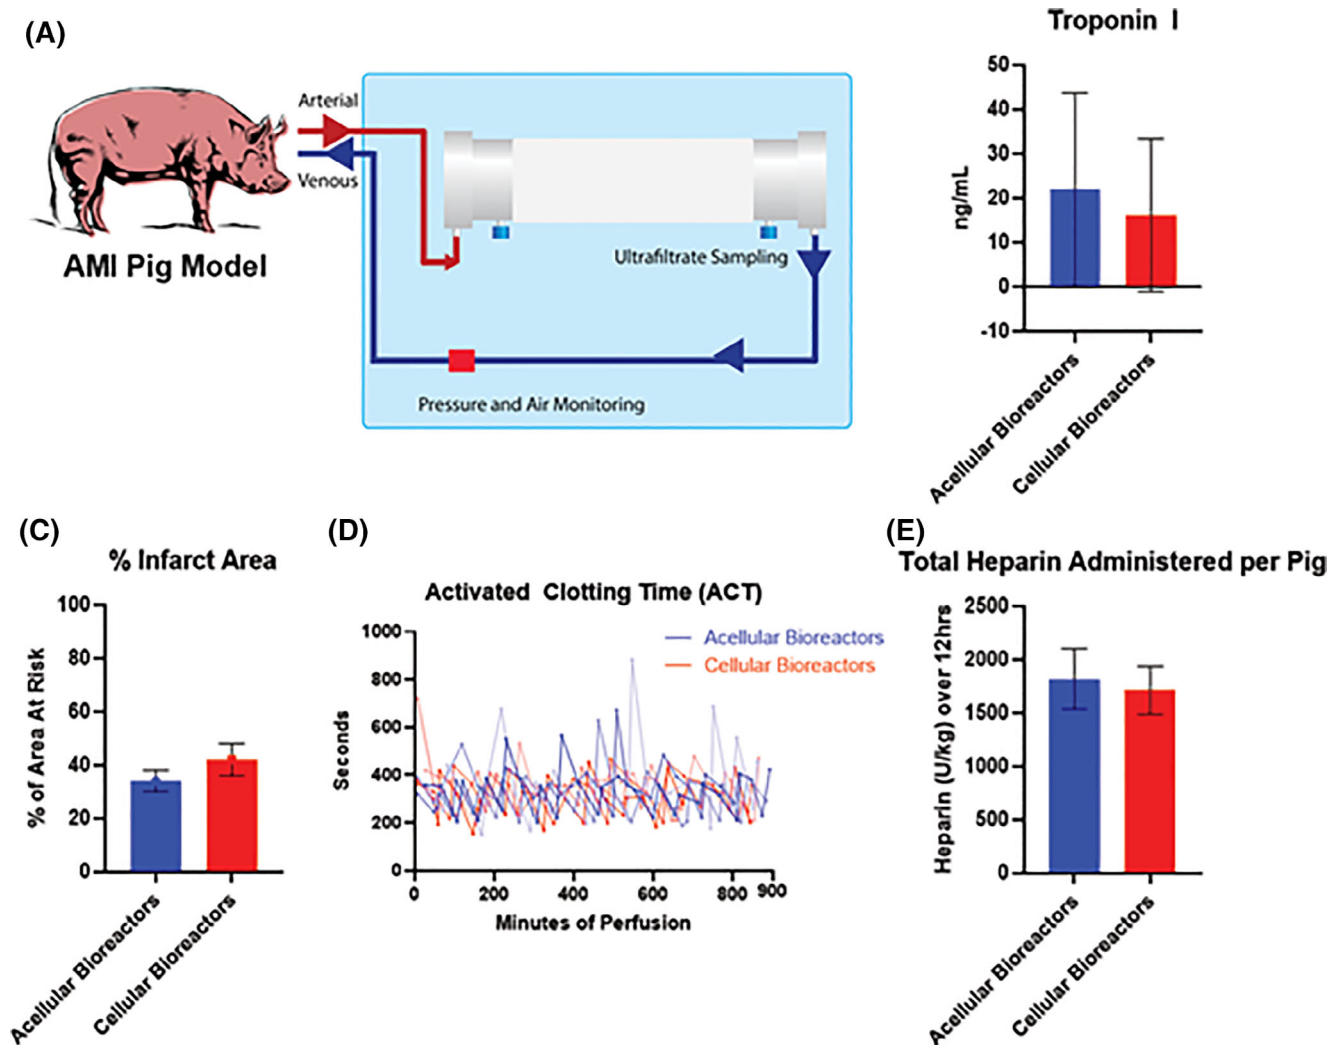 (A)
Arterial
Venous
AMI Pig Model
Ultrafiltrate Sampling
Pressure and Air Monitoring
Troponin I
ng/mL
50
40
30
20
10
0
-10
Acellular Bioreactors
Cellular Bioreactors
(C)
% Infarct Area
% of Area At Risk
100
80
60
40
20
0
Acellular Bioreactors
Cellular Bioreactors
(D)
Activated Clotting Time (ACT)
Acellular Bioreactors
Cellular Bioreactors
Seconds
1000
800
600
400
200
0
0 200 400 600 800 900
Minutes of Perfusion
(E)
Total Heparin Administered per Pig
Heparin (U/kg) over 12hrs
2500
2000
1500
1000
500
0
Acellular Bioreactors
Cellular Bioreactors